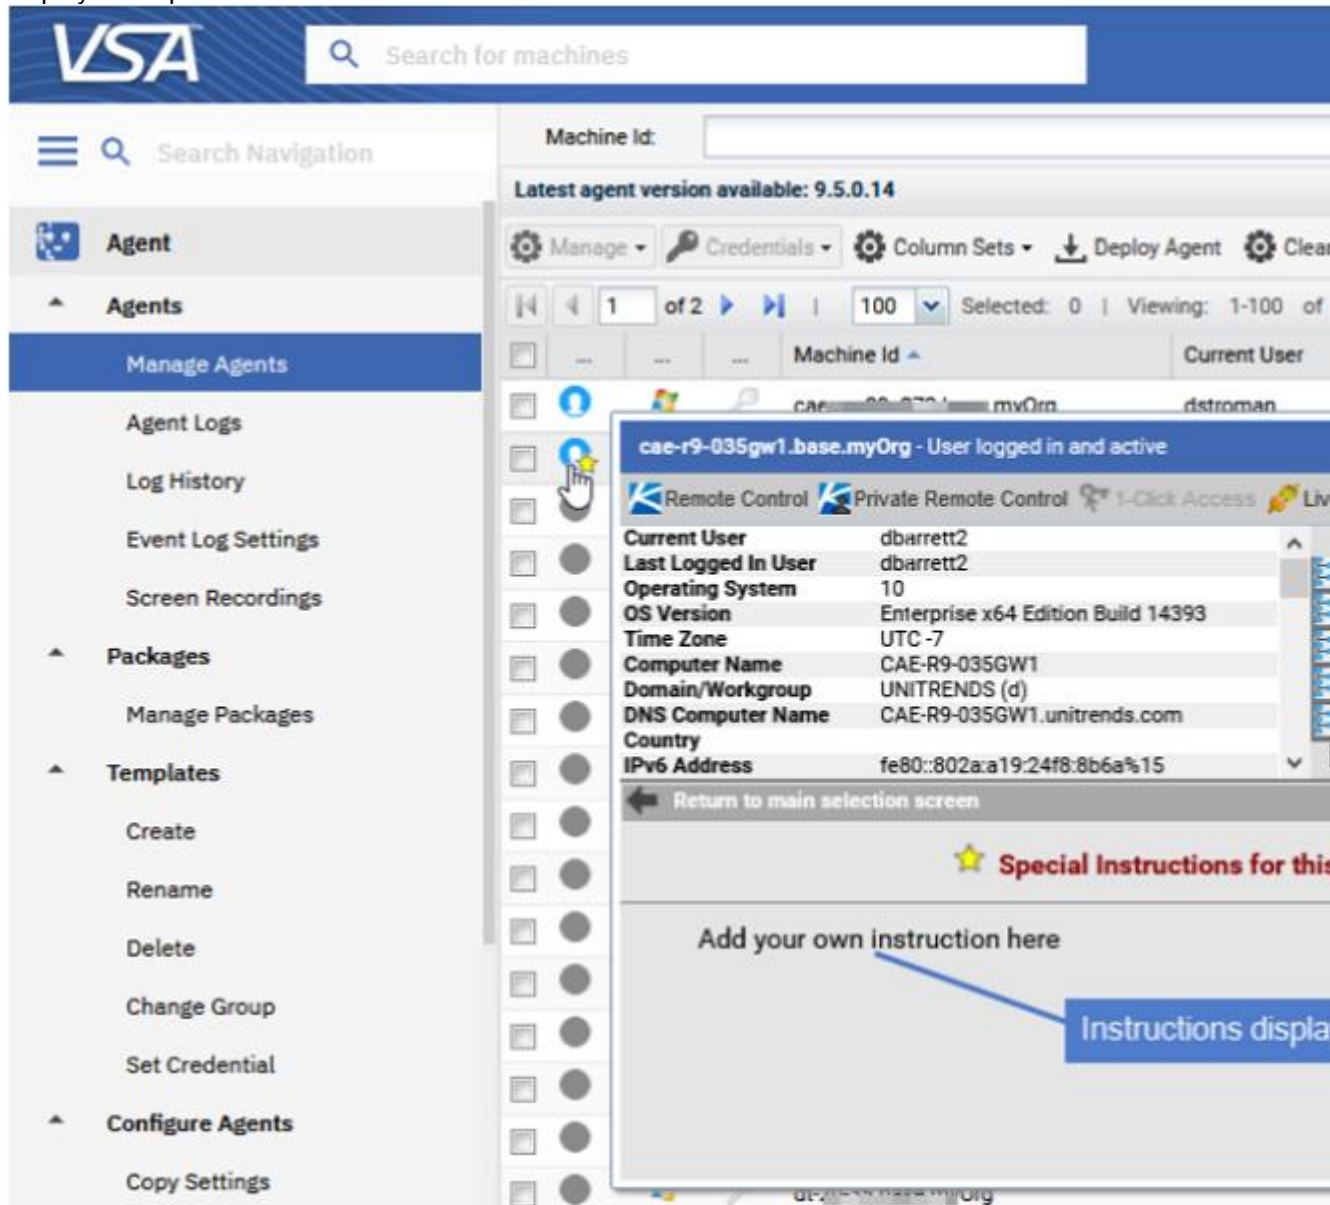 VSA
Search for machines
Search Navigation
Agent
Agents
Manage Agents
Agent Logs
Log History
Event Log Settings
Screen Recordings
Packages
Manage Packages
Templates
Create
Rename
Delete
Change Group
Set Credential
Configure Agents
Copy Settings
Machine Id:
Latest agent version available: 9.5.0.14
Manage Credentials Column Sets Deploy Agent Clear
1 of 2 | 100 Selected: 0 | Viewing: 1-100 of
... ... ... Machine Id Current User
myOrg dstroman
cae-r9-035gw1.base.myOrg - User logged in and active
Remote Control Private Remote Control 1-Click Access Liv
Current User dbarrett2
Last Logged In User dbarrett2
Operating System 10
OS Version Enterprise x64 Edition Build 14393
Time Zone UTC -7
Computer Name CAE-R9-035GW1
Domain/Workgroup UNITRENDS (d)
DNS Computer Name CAE-R9-035GW1.unitrends.com
Country
IPv6 Address fe80::802a:a19:24f8:8b6a%15
Return to main selection screen
Special Instructions for this
Add your own instruction here
Instructions displa